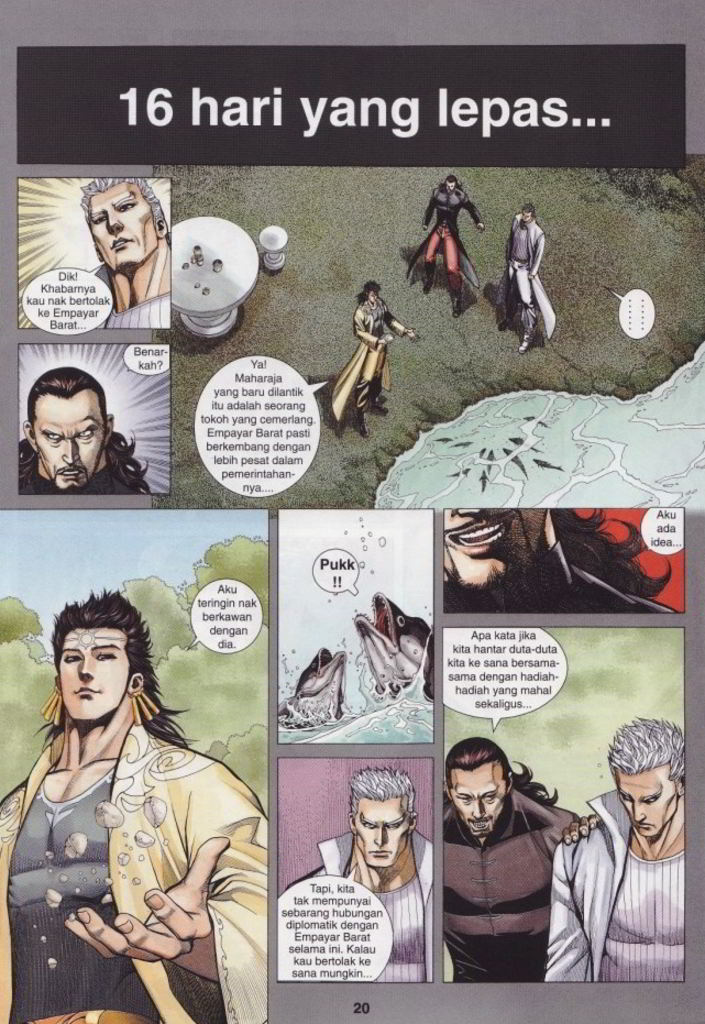 16 hari yang lepas...
Dik!
Khabarnya
kau nak bertolak
ke Empayar
Barat...
Benar-
kah?
Ya!
Maharaja
yang baru dilantik
itu adalah seorang
tokoh yang cemerlang.
Empayar Barat pasti
berkembang dengan
lebih pesat dalam
pemerintahan-
nya....
......
Aku
teringin nak
berkawan
dengan
dia.
Pukk
!!
Aku
ada
idea...
Tapi, kita
tak mempunyai
sebarang hubungan
diplomatik dengan
Empayar Barat
selama ini. Kalau
kau bertolak ke
sana mungkin...
Apa kata jika
kita hantar duta-duta
kita ke sana bersama-
sama dengan hadiah-
hadiah yang mahal
sekaligus...
20